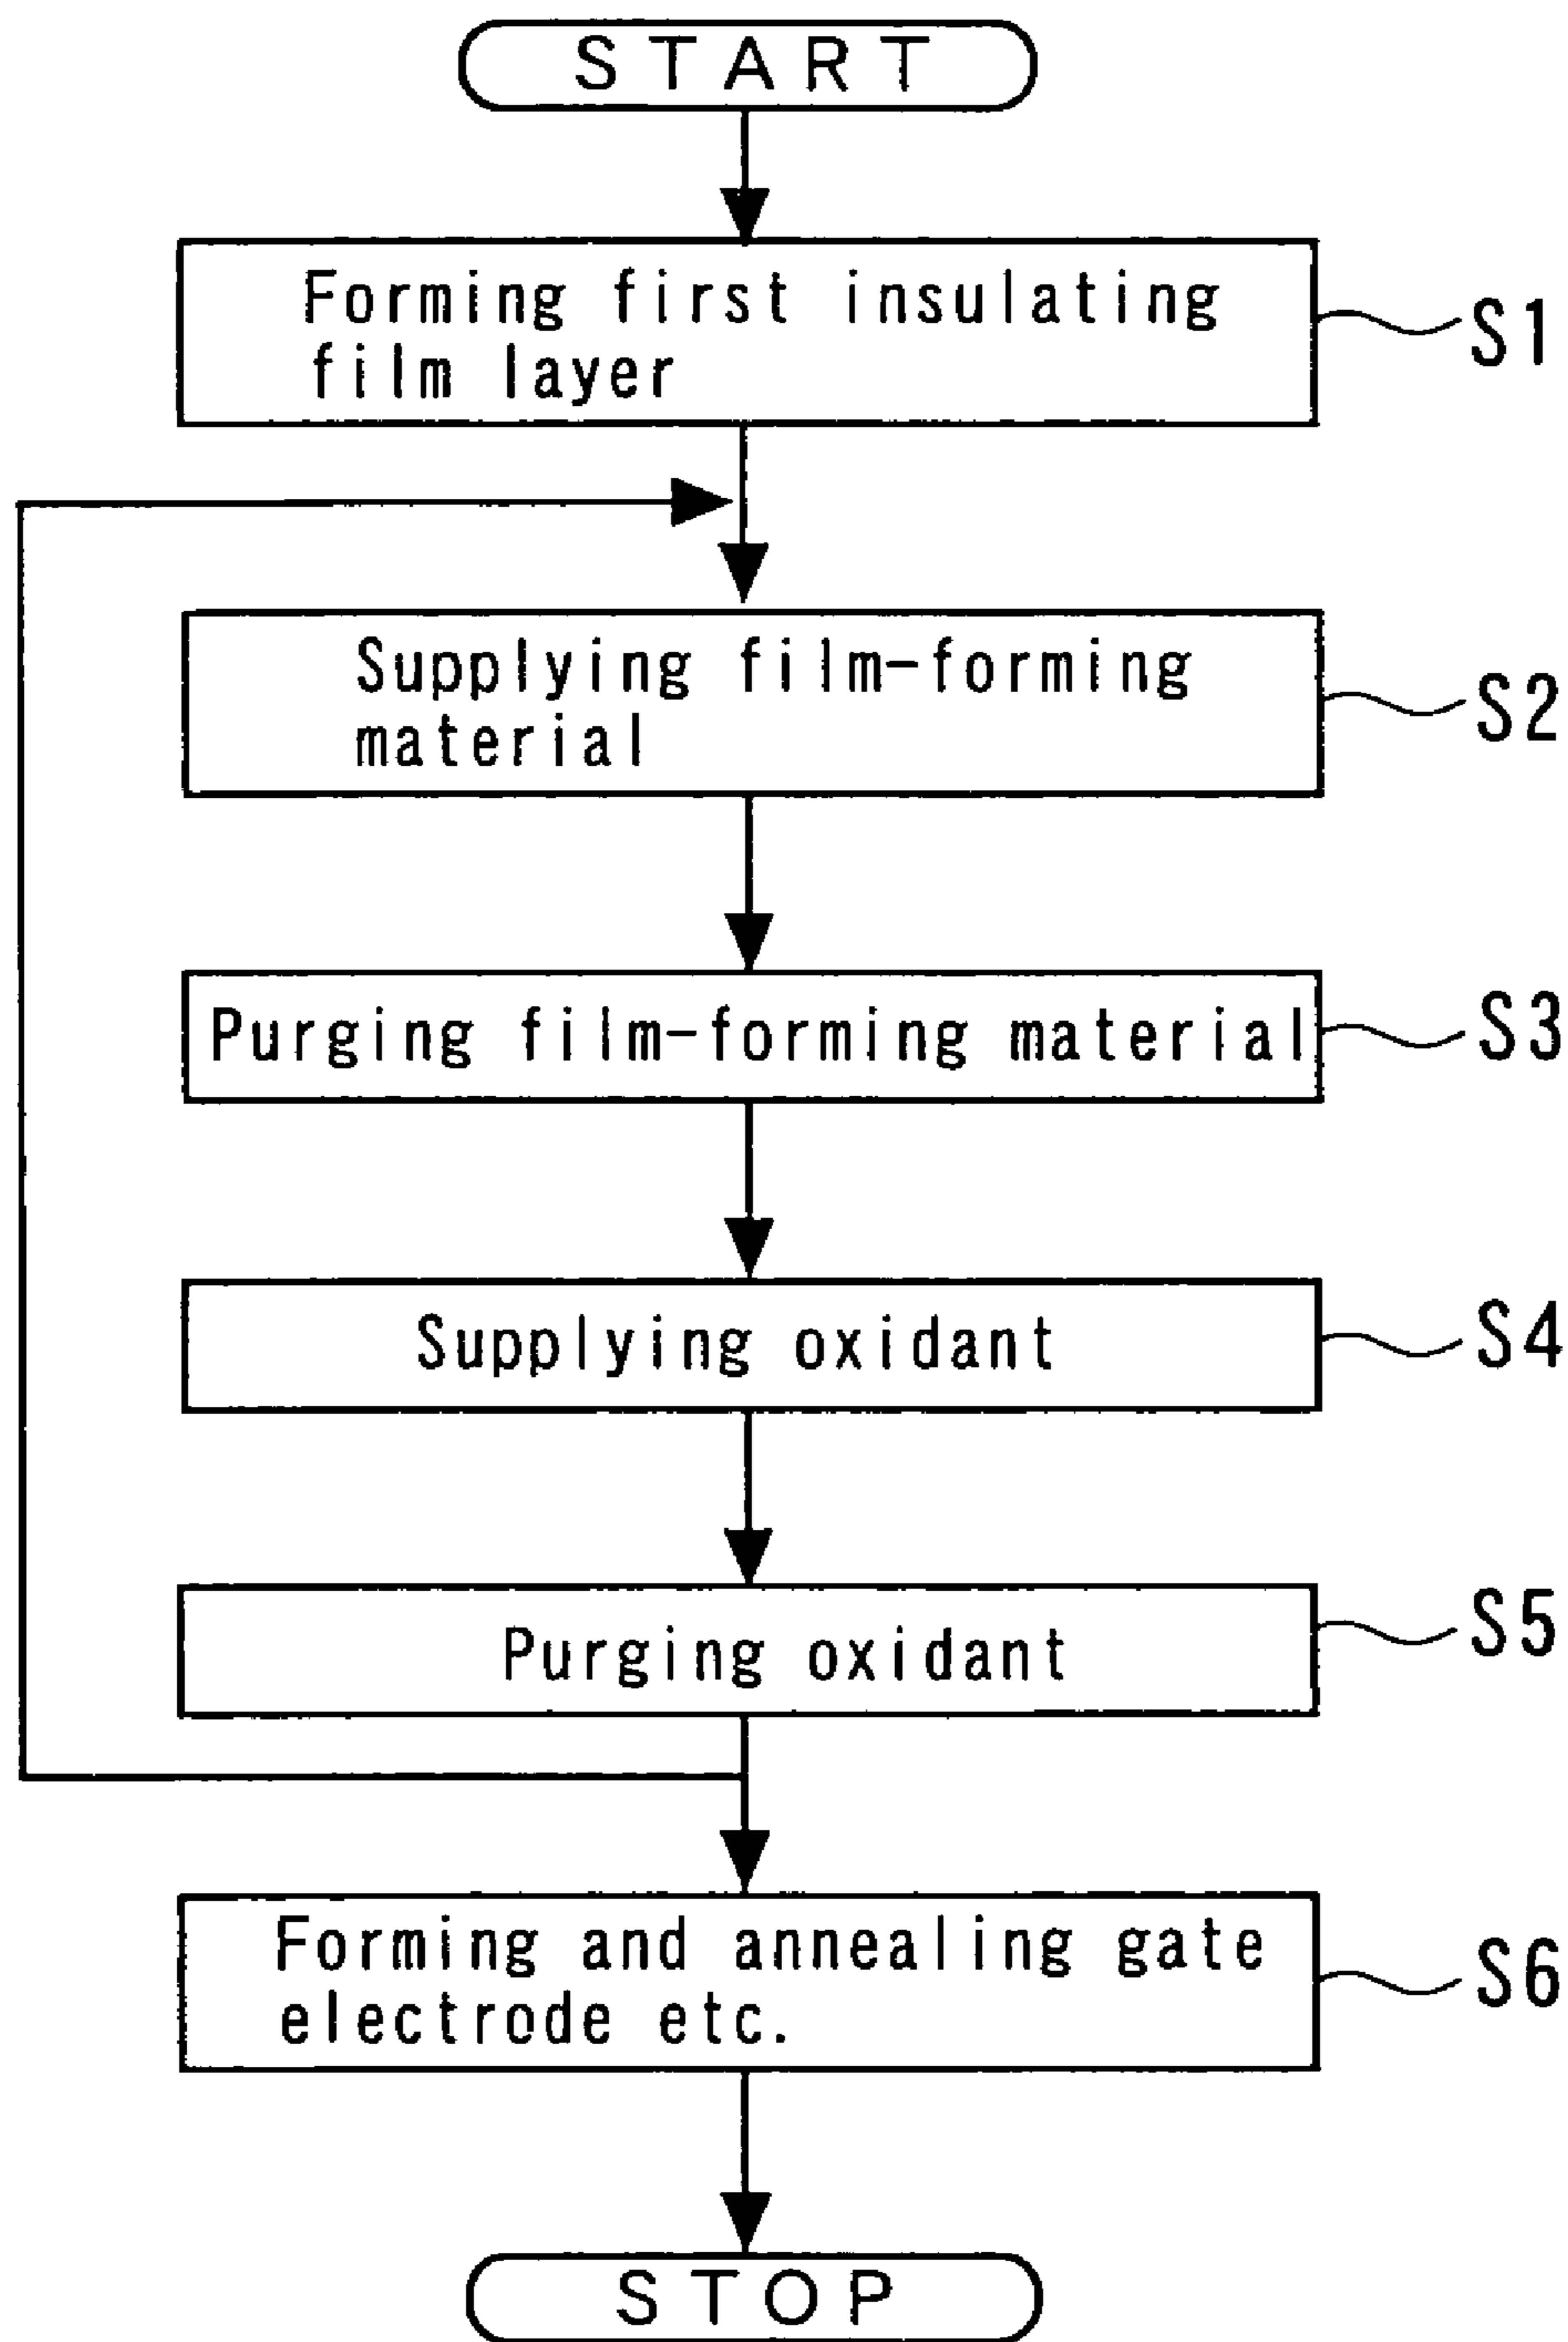 START
Forming first insulating
film layer
S1
Supplying film-forming
material
S2
Purging film-forming material
S3
Supplying oxidant
S4
Purging oxidant
S5
Forming and annealing gate
electrode etc.
S6
STOP